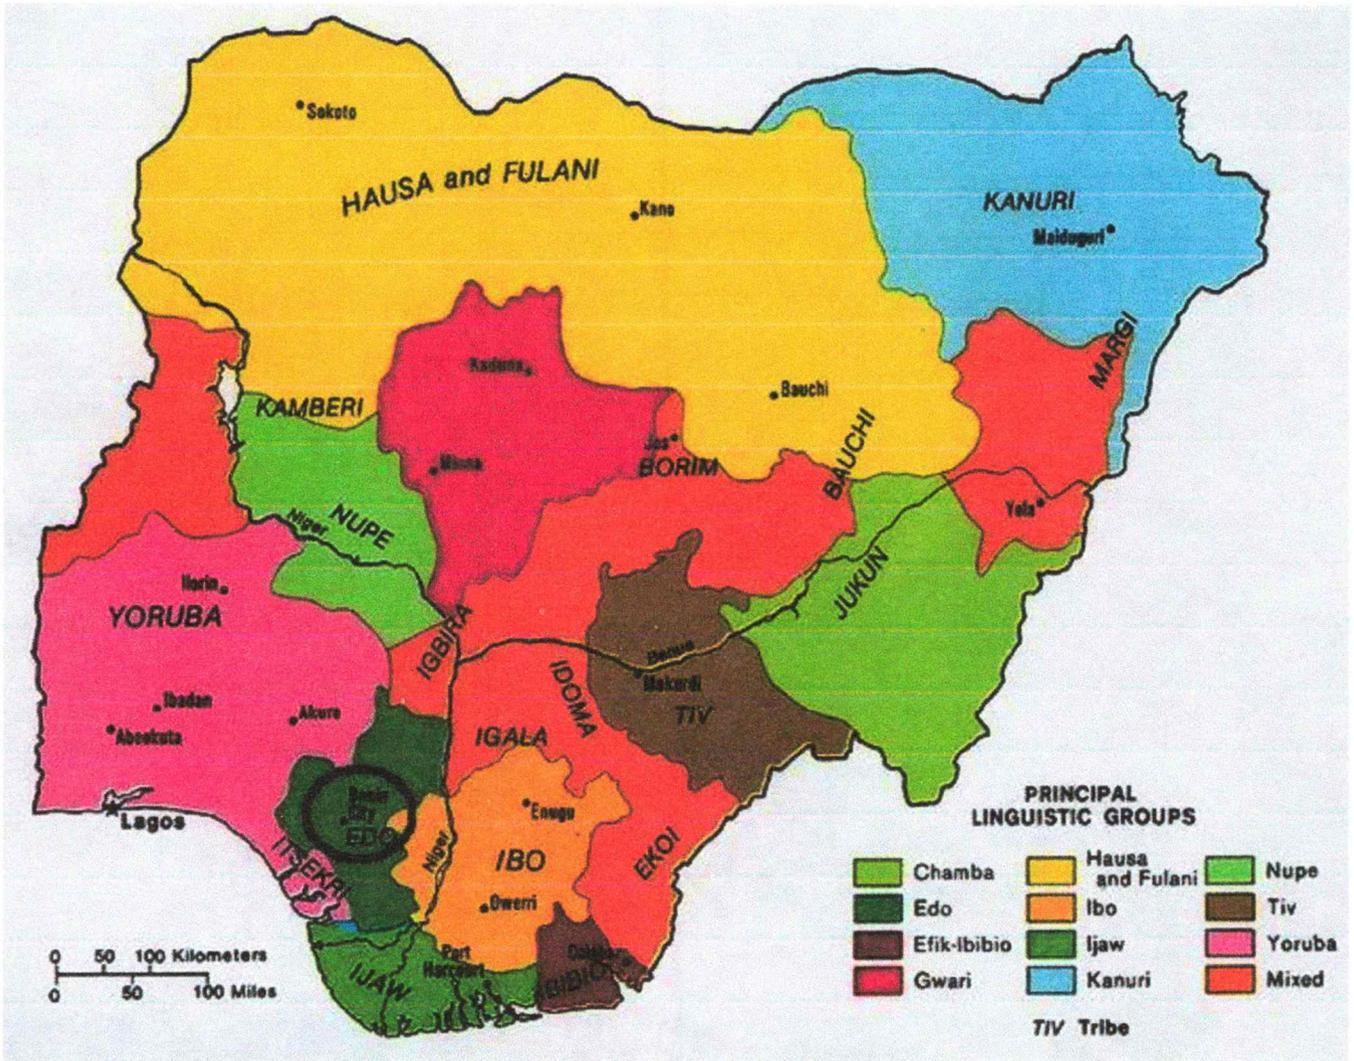 Sokoto
HAUSA and FULANI
Kano
KANURI
Maiduguri
MARGI
Kaduna
KAMBERI
Bauchi
BAUCHI
Jos
BORIM
Minna
Yola
Niger
NUPE
Ilorin
YORUBA
JUKUN
IGBIRA
Benue
Makurdi
TIV
IDOMA
IGALA
Ibadan
Akure
Abeokuta
Lagos
Benin
City
EDO
Enugu
Niger
IBO
EKOI
ITSEKRI
Owerri
Port
Harcourt
Calabar
IJAW
IBIBIO
0 50 100 Kilometers
0 50 100 Miles
PRINCIPAL
LINGUISTIC GROUPS
Chamba
Hausa
and Fulani
Nupe
Edo
Ibo
Tiv
Efik-Ibibio
Ijaw
Yoruba
Gwari
Kanuri
Mixed
TIV Tribe